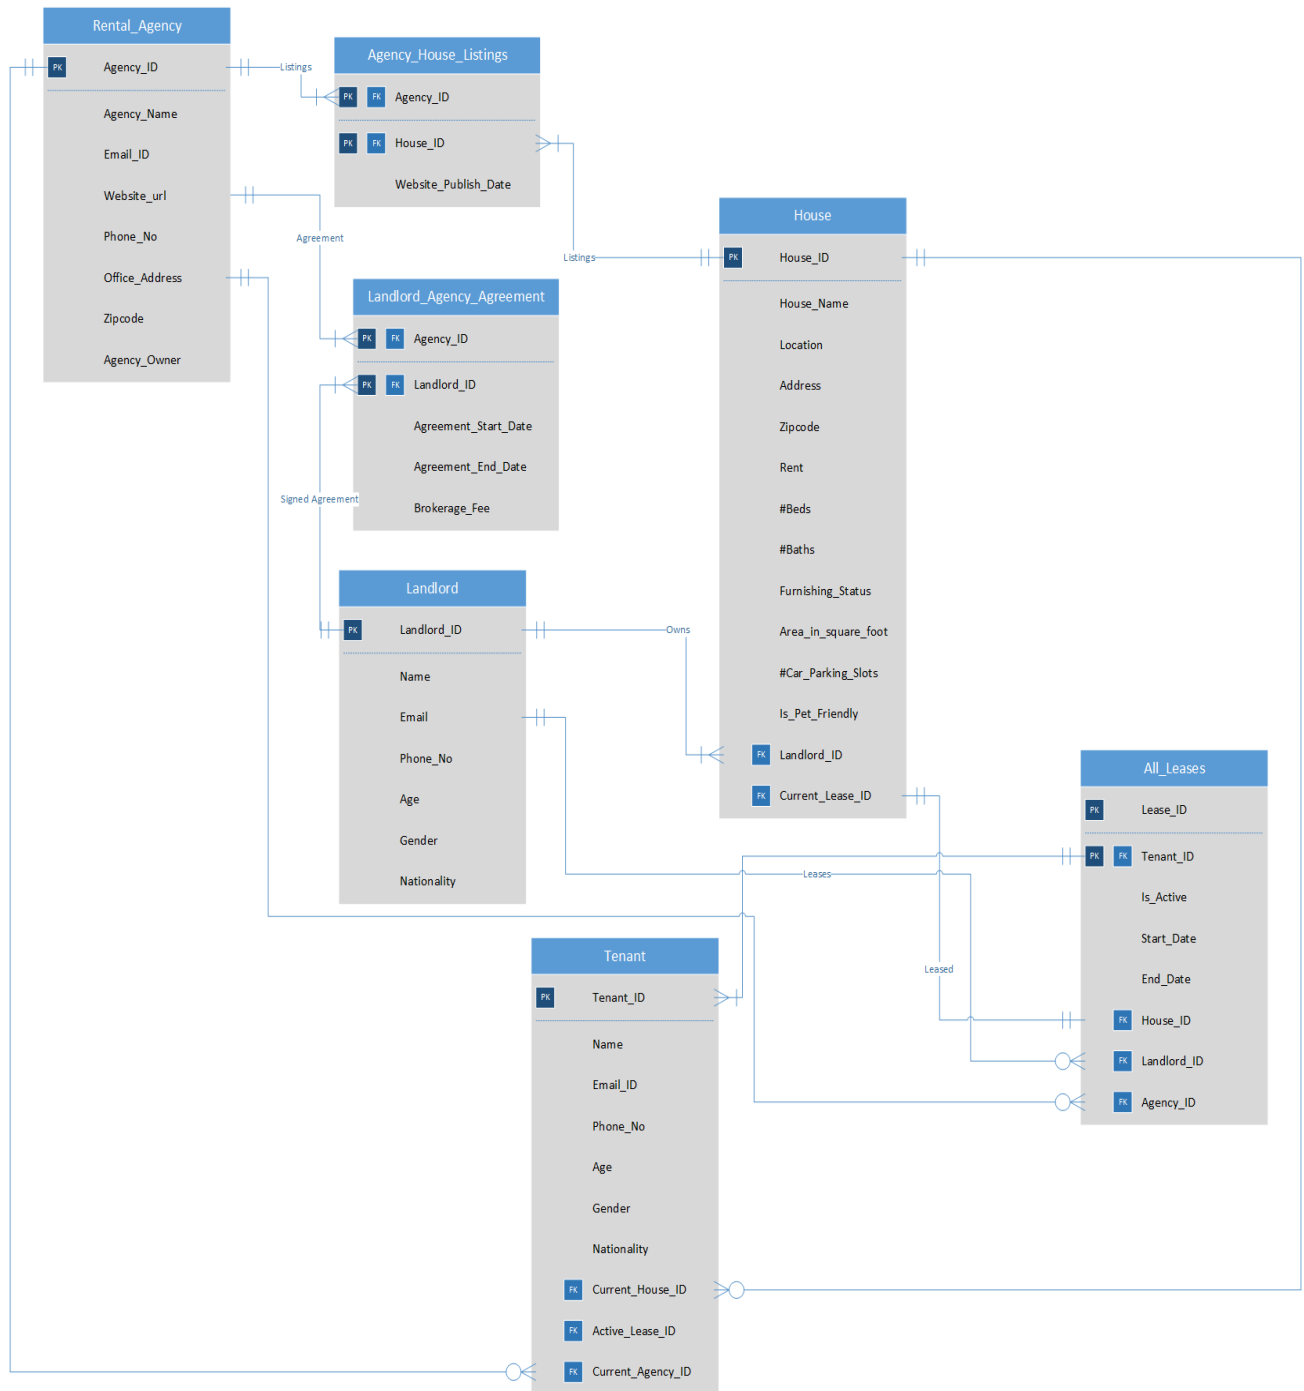 Rental_Agency
PK Agency_ID
Agency_Name
Email_ID
Website_url
Phone_No
Office_Address
Zipcode
Agency_Owner
Listings
Agency_House_Listings
PK FK Agency_ID
PK FK House_ID
Website_Publish_Date
Listings
Agreement
Landlord_Agency_Agreement
PK FK Agency_ID
PK FK Landlord_ID
Agreement_Start_Date
Agreement_End_Date
Brokerage_Fee
Signed Agreement
Landlord
PK Landlord_ID
Name
Email
Phone_No
Age
Gender
Nationality
Owns
House
PK House_ID
House_Name
Location
Address
Zipcode
Rent
#Beds
#Baths
Furnishing_Status
Area_in_square_foot
#Car_Parking_Slots
Is_Pet_Friendly
FK Landlord_ID
FK Current_Lease_ID
Leases
Leased
All_Leases
PK Lease_ID
PK FK Tenant_ID
Is_Active
Start_Date
End_Date
FK House_ID
FK Landlord_ID
FK Agency_ID
Tenant
PK Tenant_ID
Name
Email_ID
Phone_No
Age
Gender
Nationality
FK Current_House_ID
FK Active_Lease_ID
FK Current_Agency_ID